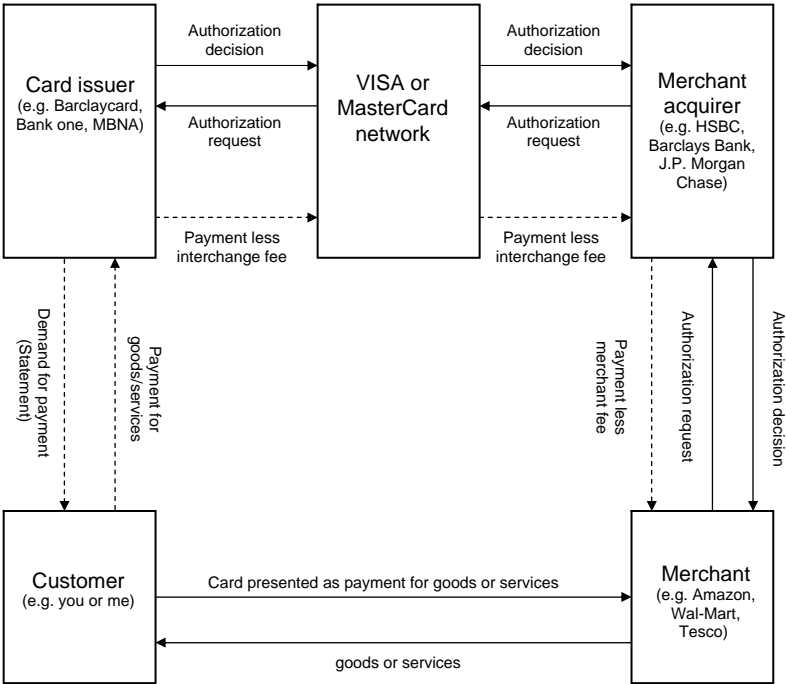 Authorization
decision
Authorization
decision
Card issuer
(e.g. Barclaycard,
Bank one, MBNA)
VISA or
MasterCard
network
Merchant
acquirer
(e.g. HSBC,
Barclays Bank,
J.P. Morgan
Chase)
Authorization
request
Authorization
request
Payment less
interchange fee
Payment less
interchange fee
Demand for payment
(Statement)
Payment for
goods/services
Payment less
merchant fee
Authorization request
Authorization decision
Customer
(e.g. you or me)
Card presented as payment for goods or services
Merchant
(e.g. Amazon,
Wal-Mart,
Tesco)
goods or services